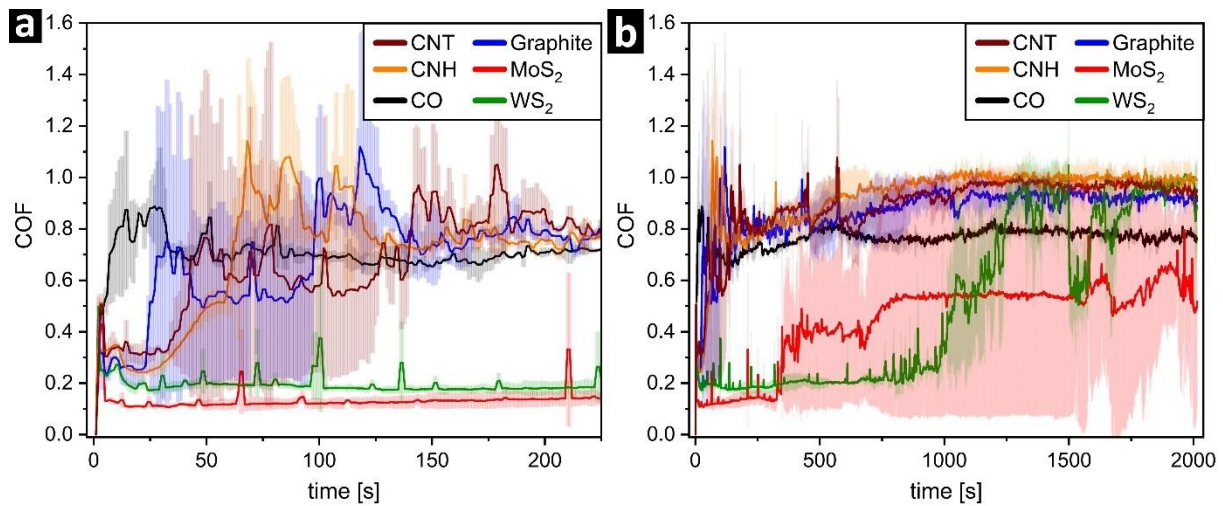 a
1.6
1.4
1.2
1.0
0.8
0.6
0.4
0.2
0.0
COF
CNT Graphite
CNH MoS₂
CO WS₂
0 50 100 150 200
time [s]
b
1.6
1.4
1.2
1.0
0.8
0.6
0.4
0.2
0.0
COF
CNT Graphite
CNH MoS₂
CO WS₂
0 500 1000 1500 2000
time [s]